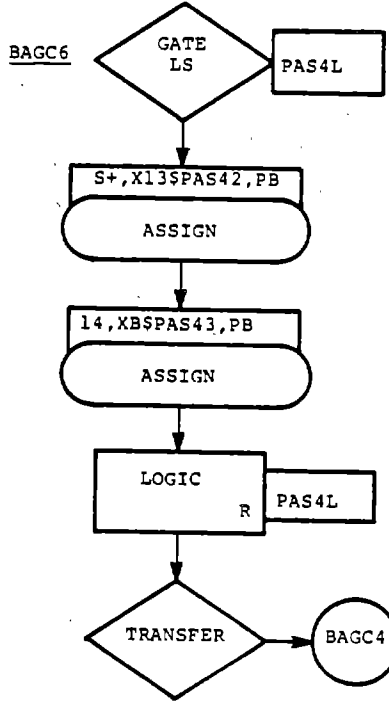 GATE
BAGC6
LS
PAS4L
S+,X13$PAS42,PB
ASSIGN
14,XB$PAS43,PB
ASSIGN
LOGIC
R
PAS4L
TRANSFER
BAGC4